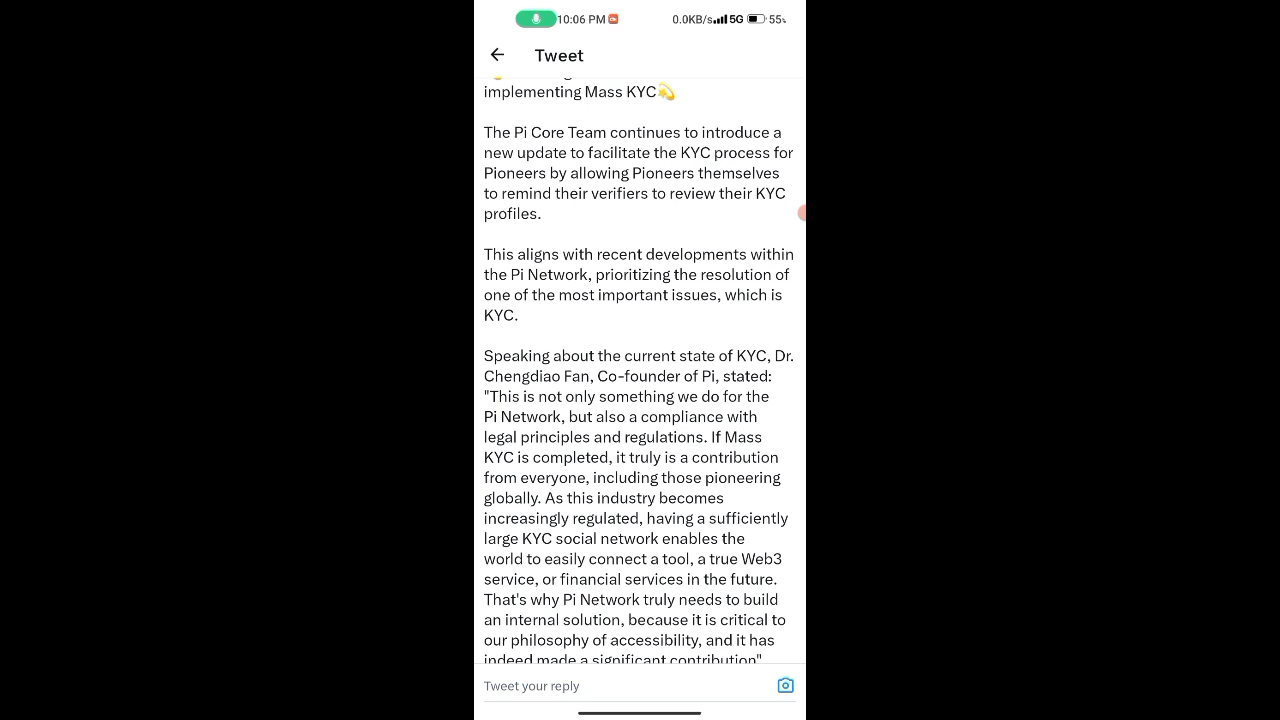 10:06 PM 0.0KB/s 5G 55%
Tweet
implementing Mass KYC💫
The Pi Core Team continues to introduce a
new update to facilitate the KYC process for
Pioneers by allowing Pioneers themselves
to remind their verifiers to review their KYC
profiles.
This aligns with recent developments within
the Pi Network, prioritizing the resolution of
one of the most important issues, which is
KYC.
Speaking about the current state of KYC, Dr.
Chengdiao Fan, Co-founder of Pi, stated:
"This is not only something we do for the
Pi Network, but also a compliance with
legal principles and regulations. If Mass
KYC is completed, it truly is a contribution
from everyone, including those pioneering
globally. As this industry becomes
increasingly regulated, having a sufficiently
large KYC social network enables the
world to easily connect a tool, a true Web3
service, or financial services in the future.
That's why Pi Network truly needs to build
an internal solution, because it is critical to
our philosophy of accessibility, and it has
indeed made a significant contribution"
Tweet your reply